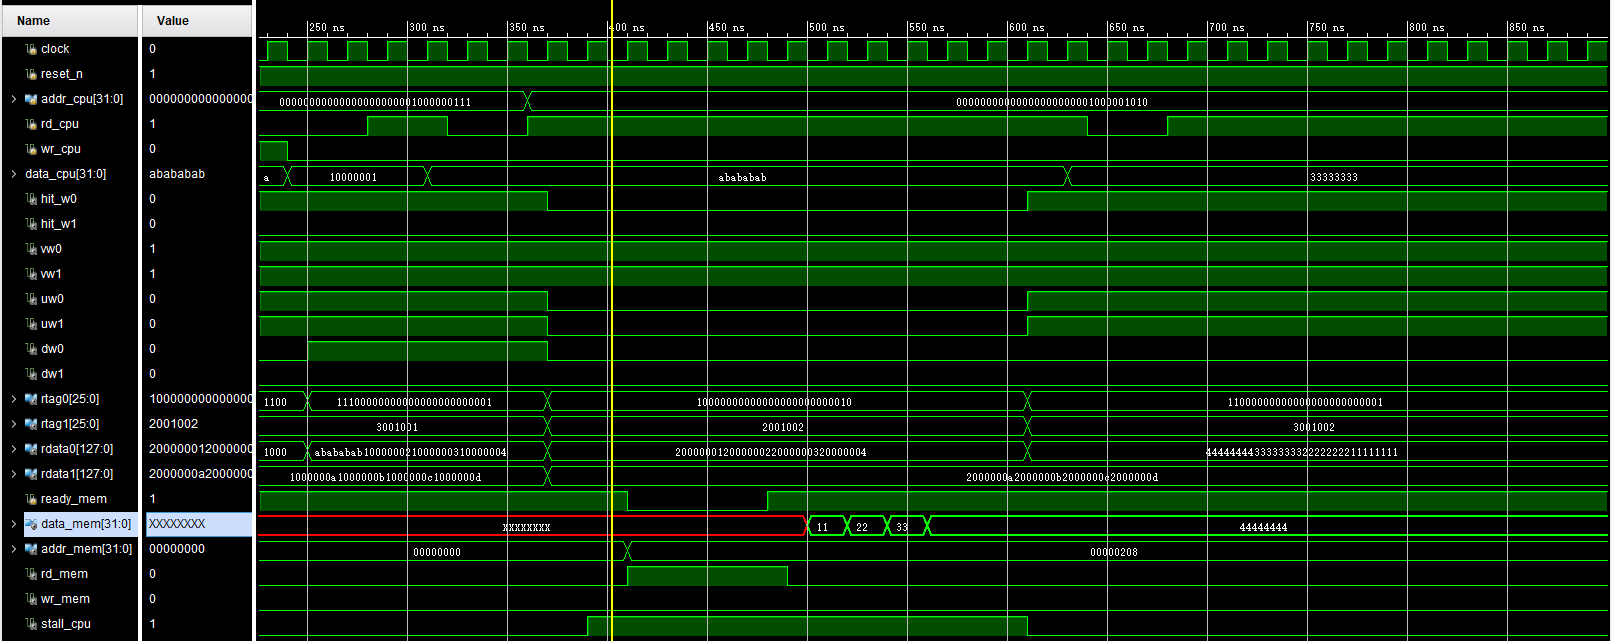 Name Value 250 ns 300 ns 350 ns 400 ns 450 ns 500 ns 550 ns 600 ns 650 ns 700 ns 750 ns 800 ns 850 ns
clock 0
reset_n 1
addr_cpu[31:0] 000000000000000 00000000000000000000001000000111 00000000000000000000001000001010
rd_cpu 1
wr_cpu 0
data_cpu[31:0] abababab a 10000001 abababab 33333333
hit_w0 0
hit_w1 0
vw0 1
vw1 1
uw0 0
uw1 0
dw0 0
dw1 0
rtag0[25:0] 100000000000000 1100 11100000000000000000000001 10000000000000000000000010 11000000000000000000000001
rtag1[25:0] 2001002 3001001 2001002 3001002
rdata0[127:0] 200000012000000 1000 abababab100000021000000310000004 20000001200000022000000320000004 44444444333333332222222211111111
rdata1[127:0] 2000000a2000000 1000000a1000000b1000000c1000000d 2000000a2000000b2000000c2000000d
ready_mem 1
data_mem[31:0] XXXXXXXX XXXXXXXX 11 22 33 44444444
addr_mem[31:0] 00000000 00000000 00000208
rd_mem 0
wr_mem 0
stall_cpu 1